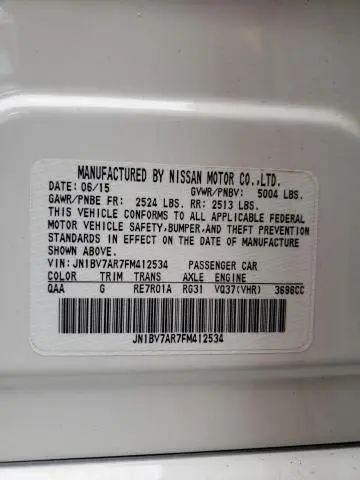 MANUFACTURED BY NISSAN MOTOR CO.,LTD.
DATE: 06/15 GVWR/PNBV: 5004 LBS.
GAWR/PNBE FR: 2524 LBS. RR: 2513 LBS.
THIS VEHICLE CONFORMS TO ALL APPLICABLE FEDERAL
MOTOR VEHICLE SAFETY,BUMPER,AND THEFT PREVENTION
STANDARDS IN EFFECT ON THE DATE OF MANUFACTURE
SHOWN ABOVE.
VIN: JN1BV7AR7FM412534 PASSENGER CAR
COLOR TRIM TRANS AXLE ENGINE
QAA G RE7R01A RG31 VQ37(VHR) 3696CC
JN1BV7AR7FM412534